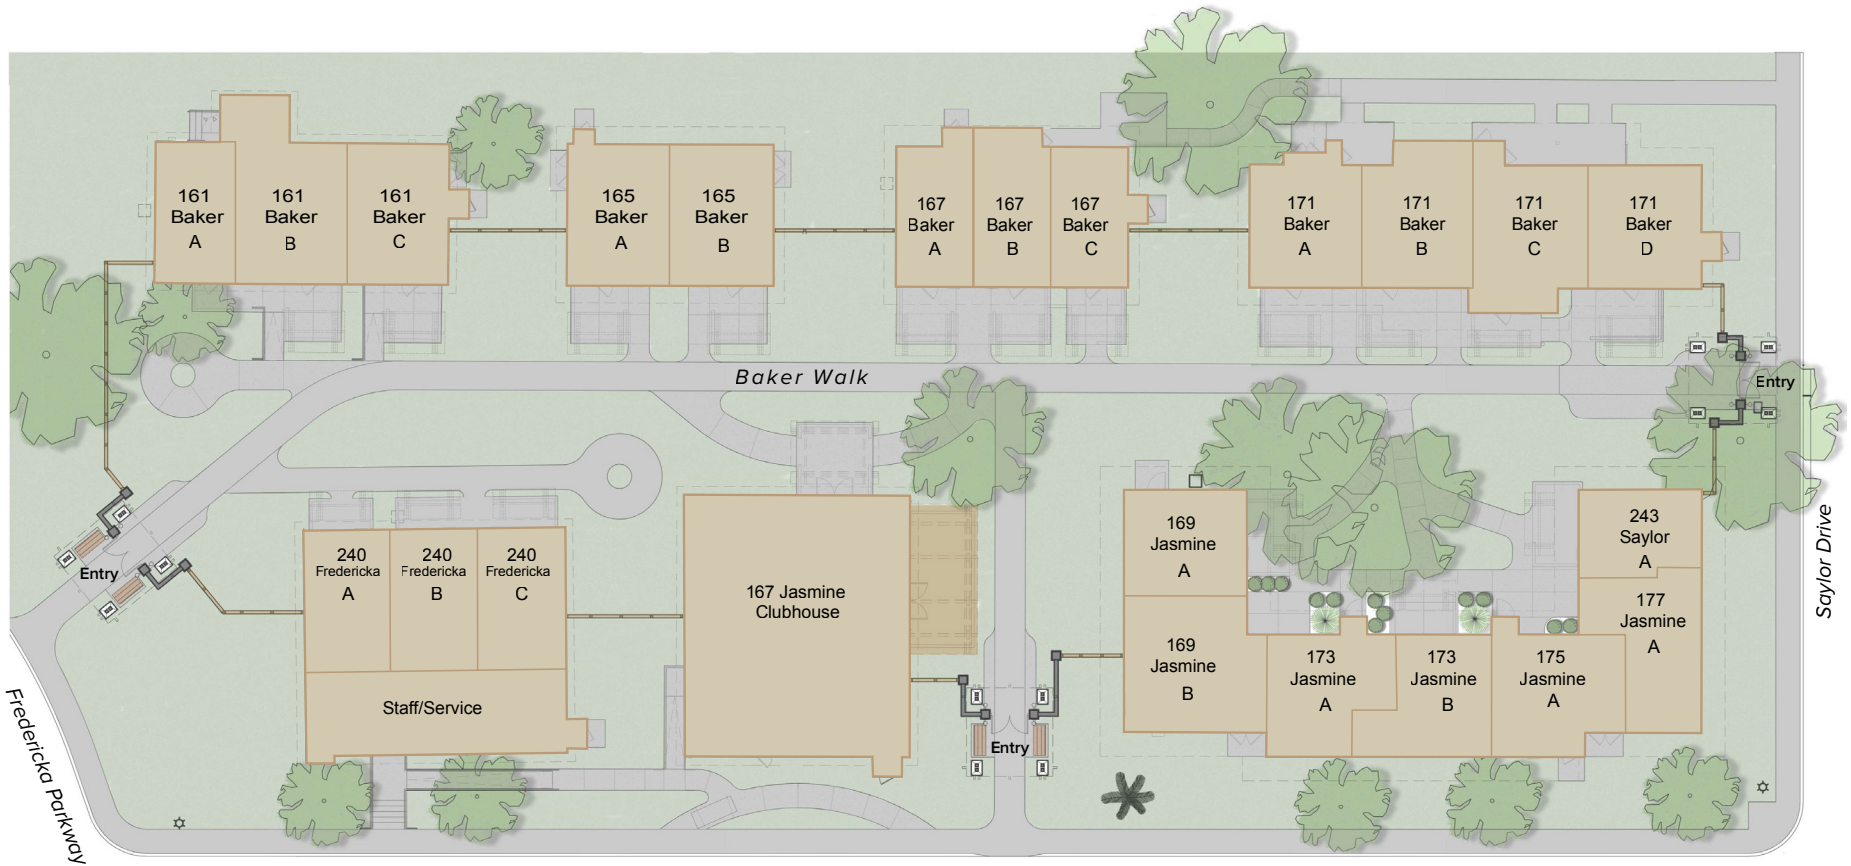 161
Baker
A
161
Baker
B
161
Baker
C
165
Baker
A
165
Baker
B
167
Baker
A
167
Baker
B
167
Baker
C
171
Baker
A
171
Baker
B
171
Baker
C
171
Baker
D
Baker Walk
Entry
Entry
240
Fredericka
A
240
Fredericka
B
240
Fredericka
C
Staff/Service
167 Jasmine
Clubhouse
Entry
169
Jasmine
A
169
Jasmine
B
173
Jasmine
A
173
Jasmine
B
175
Jasmine
A
243
Saylor
A
177
Jasmine
A
Saylor Drive
Fredericka Parkway